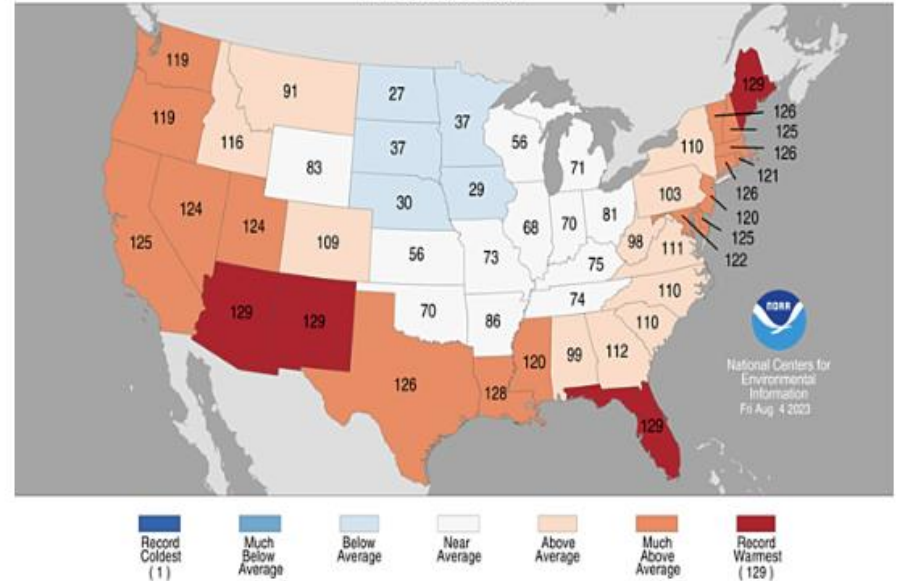 119
91
27
37
129
119
116
83
37
56
71
110
126
125
126
121
103
126
120
125
122
30
29
124
124
109
56
73
68
70
81
98
111
125
75
74
110
129
129
70
86
110
NOAA
126
128
120
99
112
National Centers for
Environmental
Information
Fri Aug 4 2023
129
Record
Coldest
(1)
Much
Below
Average
Below
Average
Near
Average
Above
Average
Much
Above
Average
Record
Warmest
(129)